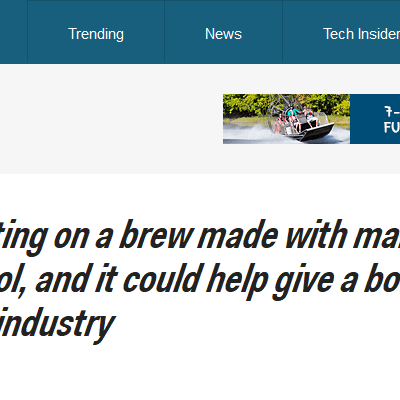 Trending News Tech Insider
7-
FU
ting on a brew made with mar
ol, and it could help give a bo
industry